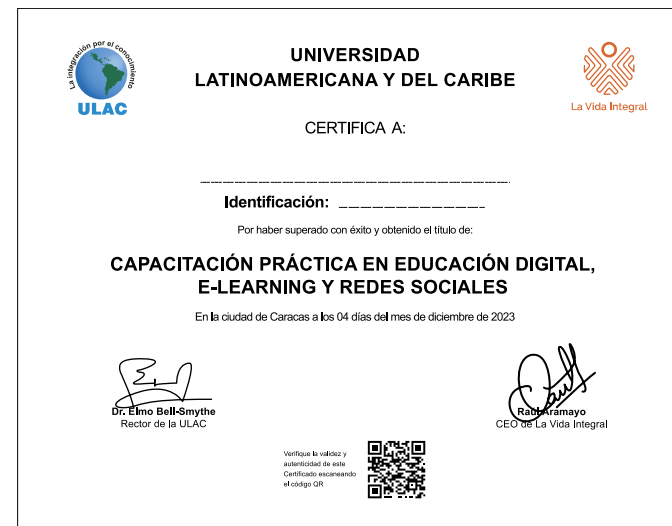 La integración por el conocimiento
ULAC
UNIVERSIDAD
LATINOAMERICANA Y DEL CARIBE
La Vida Integral
CERTIFICA A:
Identificación:
Por haber superado con éxito y obtenido el título de:
CAPACITACIÓN PRÁCTICA EN EDUCACIÓN DIGITAL,
E-LEARNING Y REDES SOCIALES
En la ciudad de Caracas a los 04 días del mes de diciembre de 2023
Dr. Elmo Bell-Smythe
Rector de la ULAC
Raúl Aramayo
CEO de La Vida Integral
Verifique la validez y
autenticidad de este
Certificado escaneando
el código QR